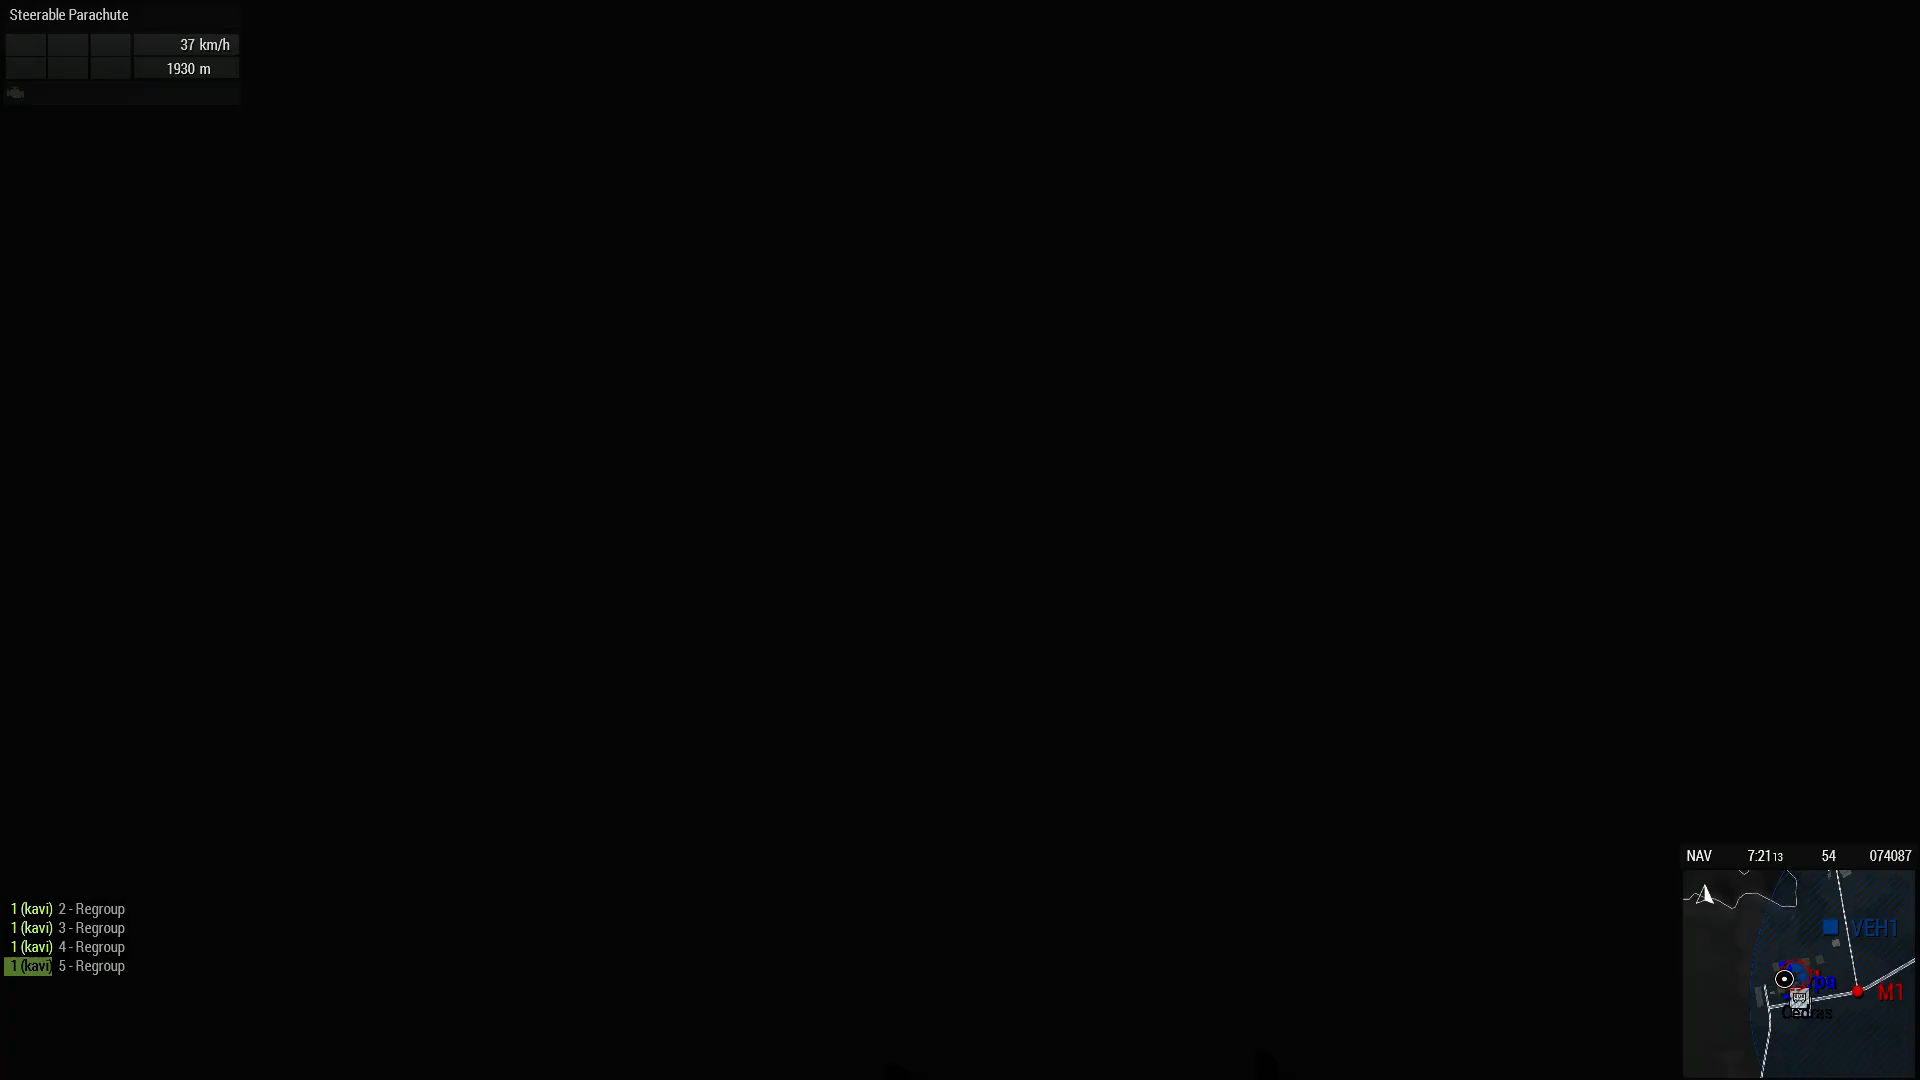 Steerable Parachute
37 km/h
1930 m
1 (kavi) 2 - Regroup
1 (kavi) 3 - Regroup
1 (kavi) 4 - Regroup
1 (kavi) 5 - Regroup
NAV 7:21 13 54 074087
VEH1
M1